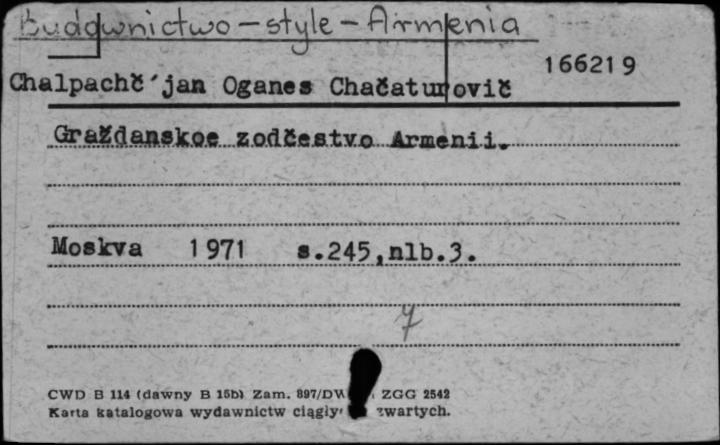 Budownictwo - style - Armenia
166219
Chalpachč'jan Oganes Chačaturovič
Graždanskoe zodčestvo Armenii.
Moskva 1971 s.245,nlb.3.
7
CWD B 114 (dawny B 15b) Zam. 897/DW ZGG 2542
Karta katalogowa wydawnictw zwartych.